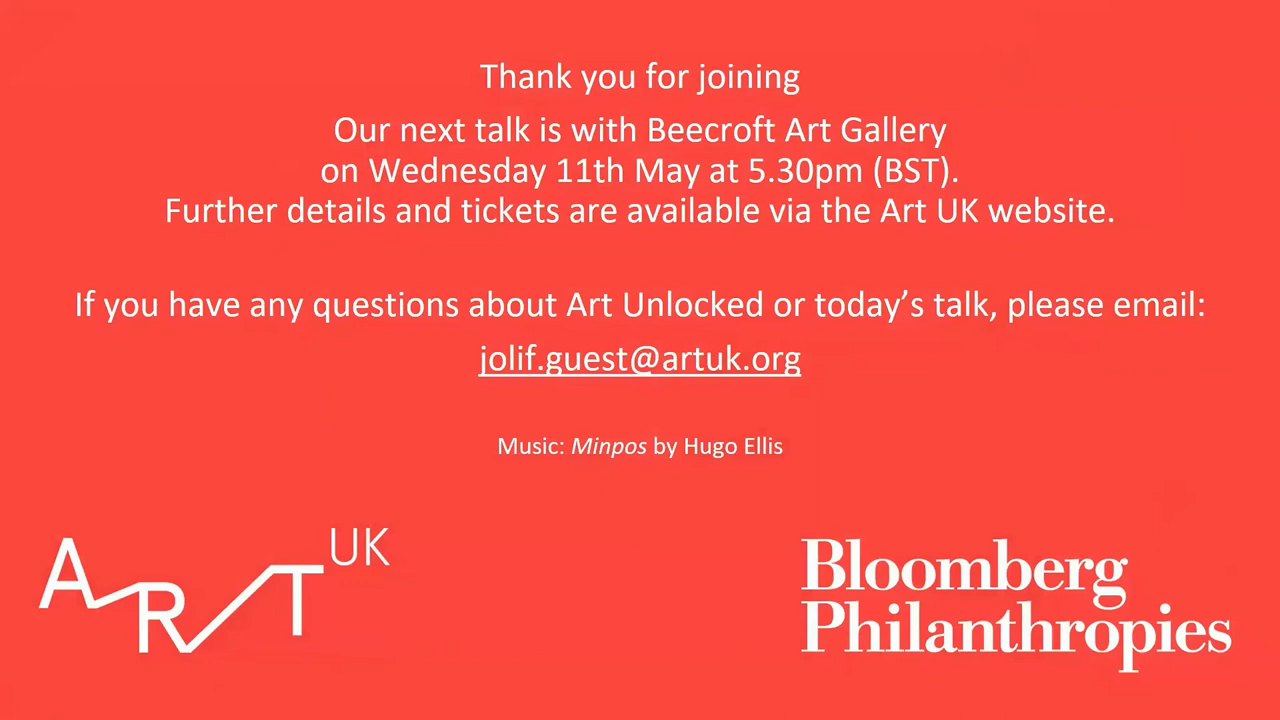 Thank you for joining
Our next talk is with Beecroft Art Gallery
on Wednesday 11th May at 5.30pm (BST).
Further details and tickets are available via the Art UK website.
If you have any questions about Art Unlocked or today’s talk, please email:
jolif.guest@artuk.org
Music: Minpos by Hugo Ellis
ART UK
Bloomberg
Philanthropies